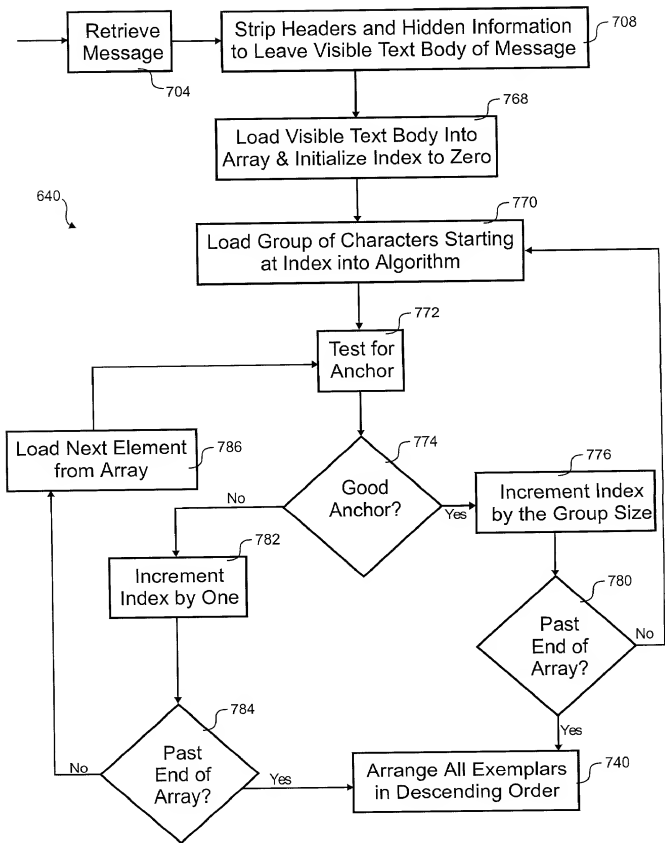 Retrieve
Message
704
Strip Headers and Hidden Information
to Leave Visible Text Body of Message
708
768
Load Visible Text Body Into
Array & Initialize Index to Zero
640
770
Load Group of Characters Starting
at Index into Algorithm
772
Test for
Anchor
Load Next Element
from Array
786
774
Good
Anchor?
No
Yes
776
Increment Index
by the Group Size
782
Increment
Index by One
780
Past
End of
Array?
No
Yes
784
Past
End of
Array?
No
Yes
Arrange All Exemplars
in Descending Order
740